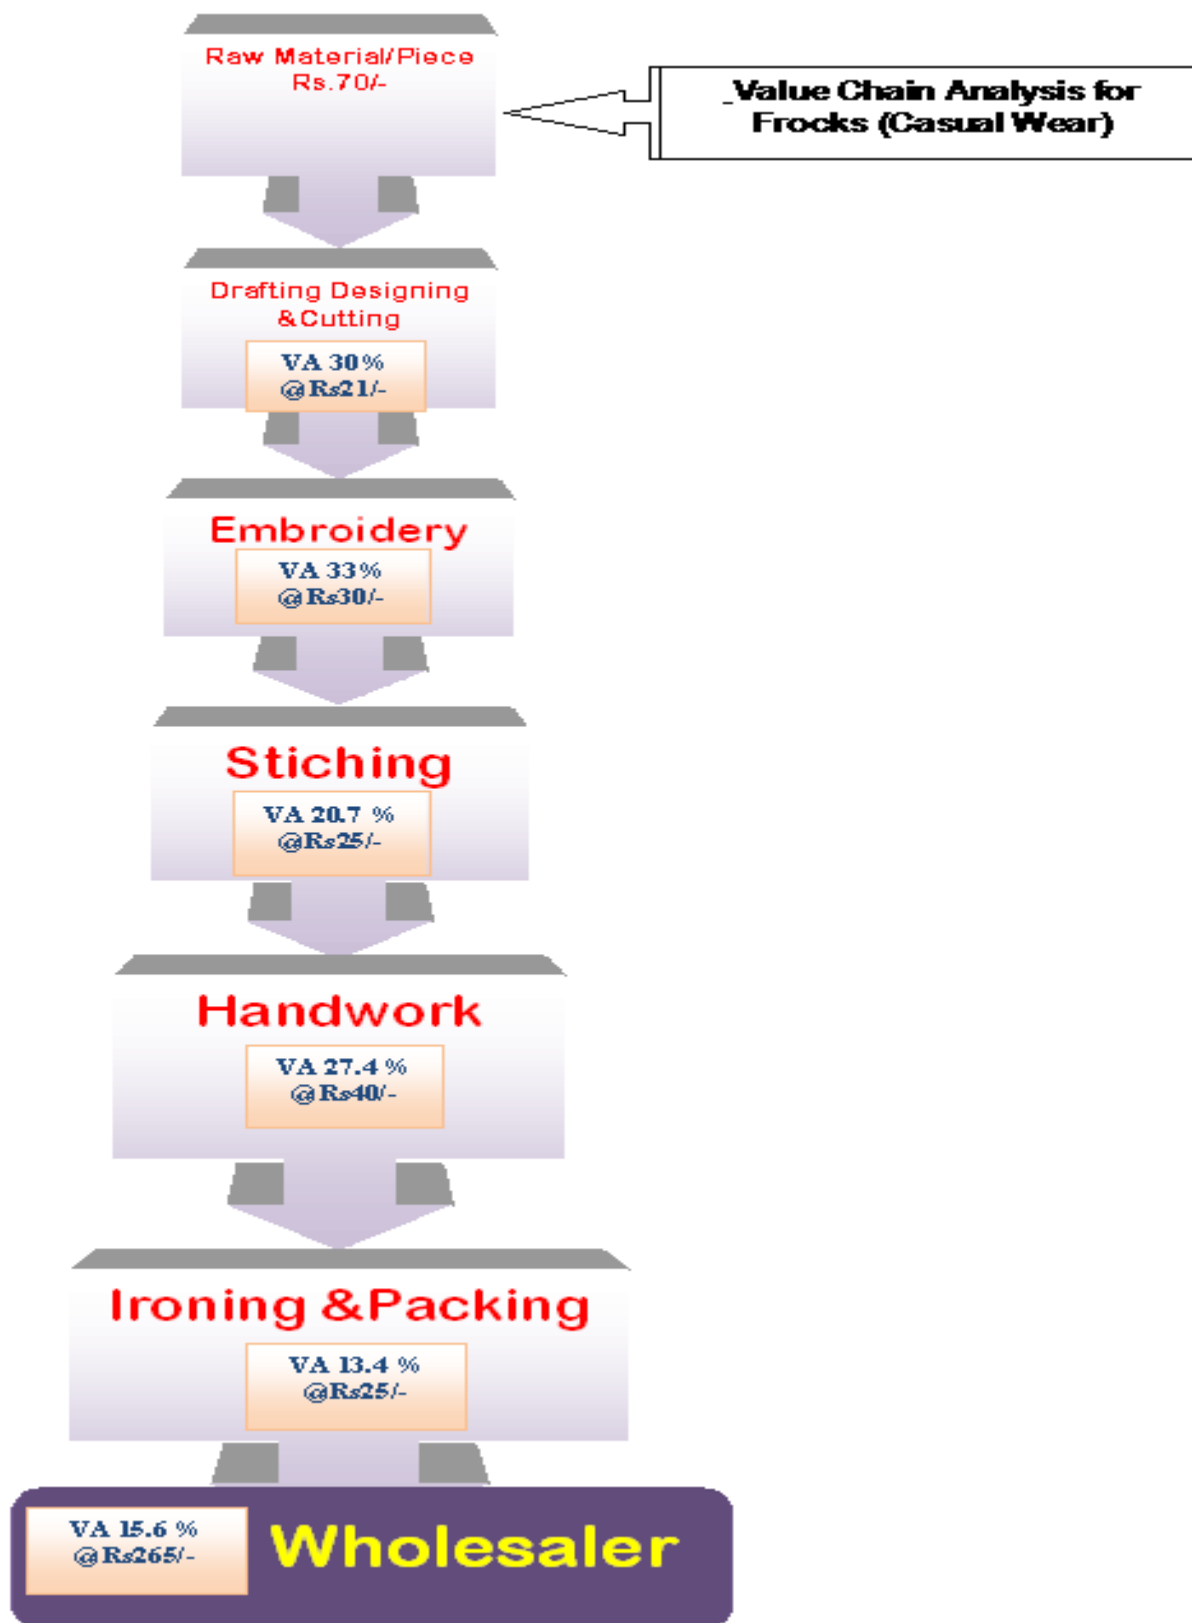 Raw Material/Piece
Rs.70/-
Value Chain Analysis for
Frocks (Casual Wear)
Drafting Designing
&Cutting
VA 30%
@Rs21/-
Embroidery
VA 33%
@Rs30/-
Stiching
VA 20.7 %
@Rs25/-
Handwork
VA 27.4 %
@Rs40/-
Ironing &Packing
VA 13.4 %
@Rs25/-
VA 15.6 %
@Rs265/-
Wholesaler